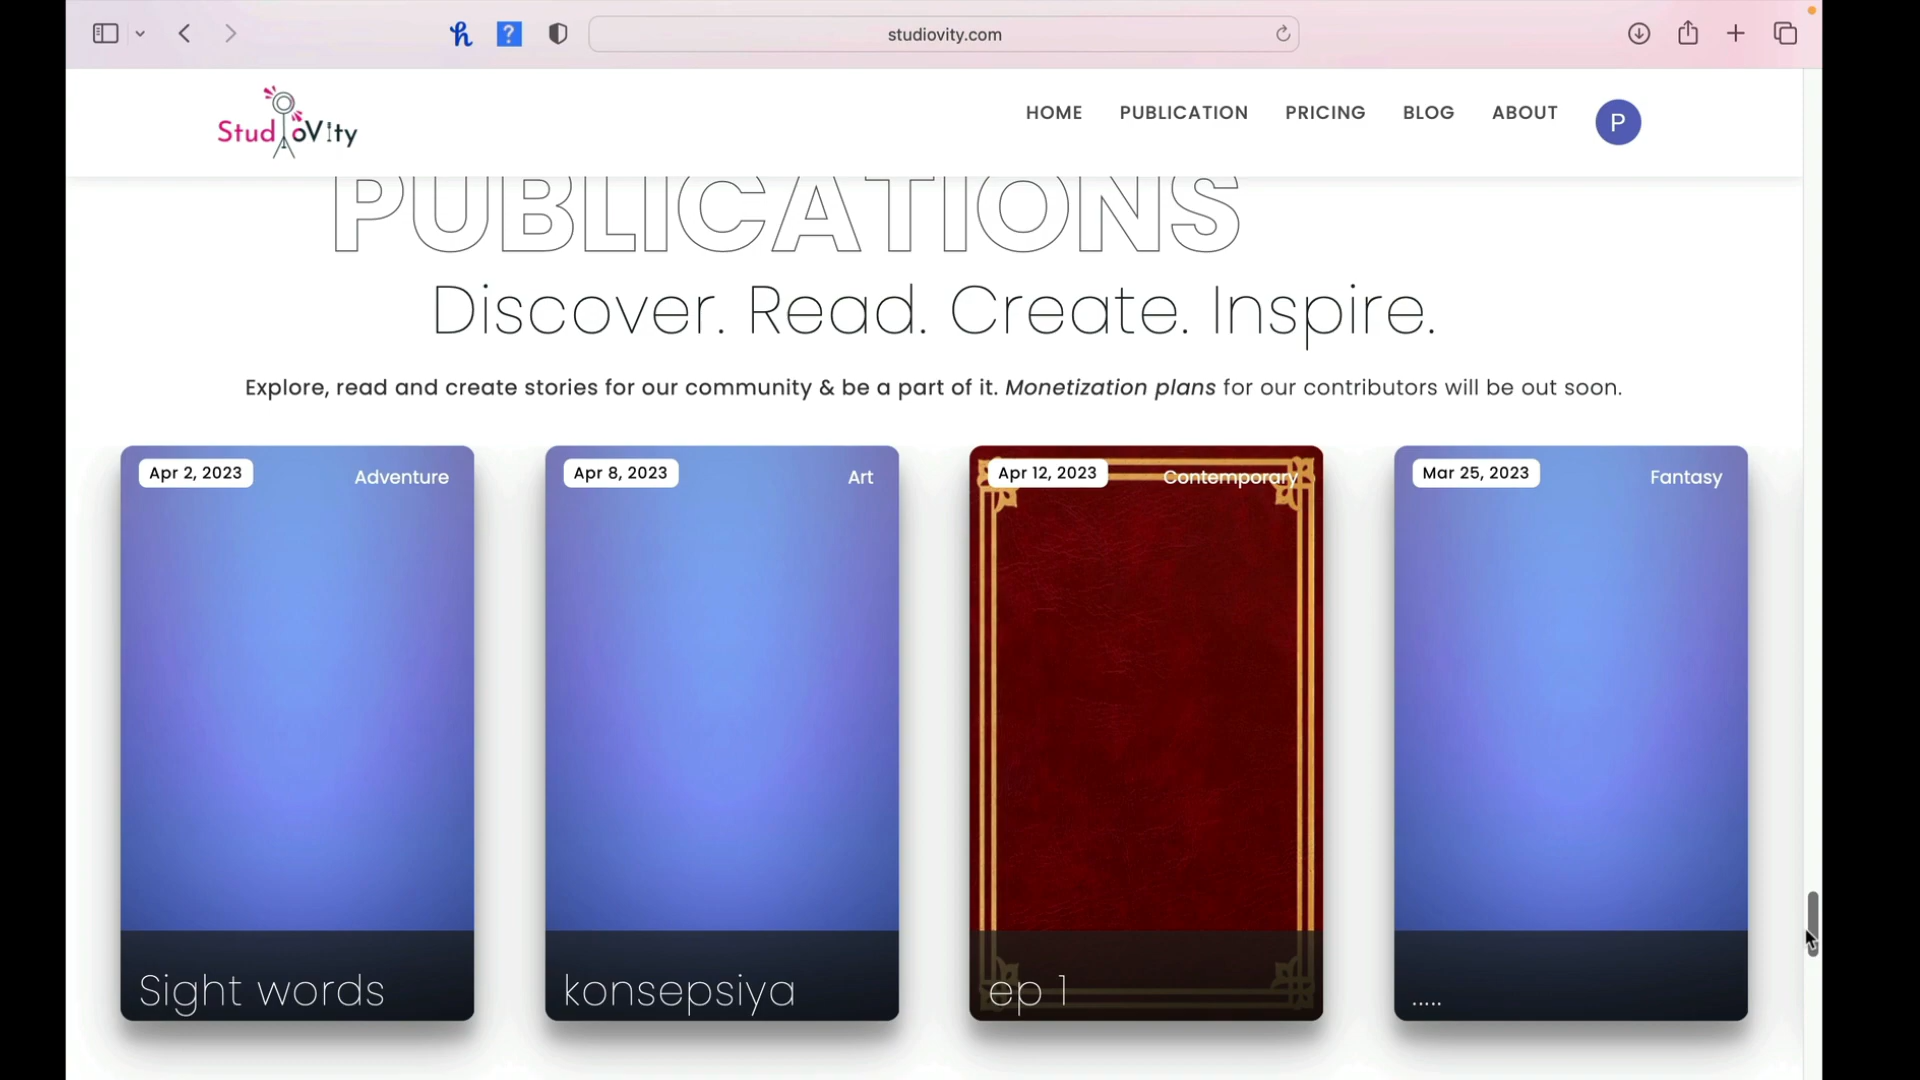 studiovity.com
StudioV!ty
HOME PUBLICATION PRICING BLOG ABOUT P
PUBLICATIONS
Discover. Read. Create. Inspire.
Explore, read and create stories for our community & be a part of it. Monetization plans for our contributors will be out soon.
Apr 2, 2023 Adventure
Sight words
Apr 8, 2023 Art
konsepsiya
Apr 12, 2023 Contemporary
ep 1
Mar 25, 2023 Fantasy
.....